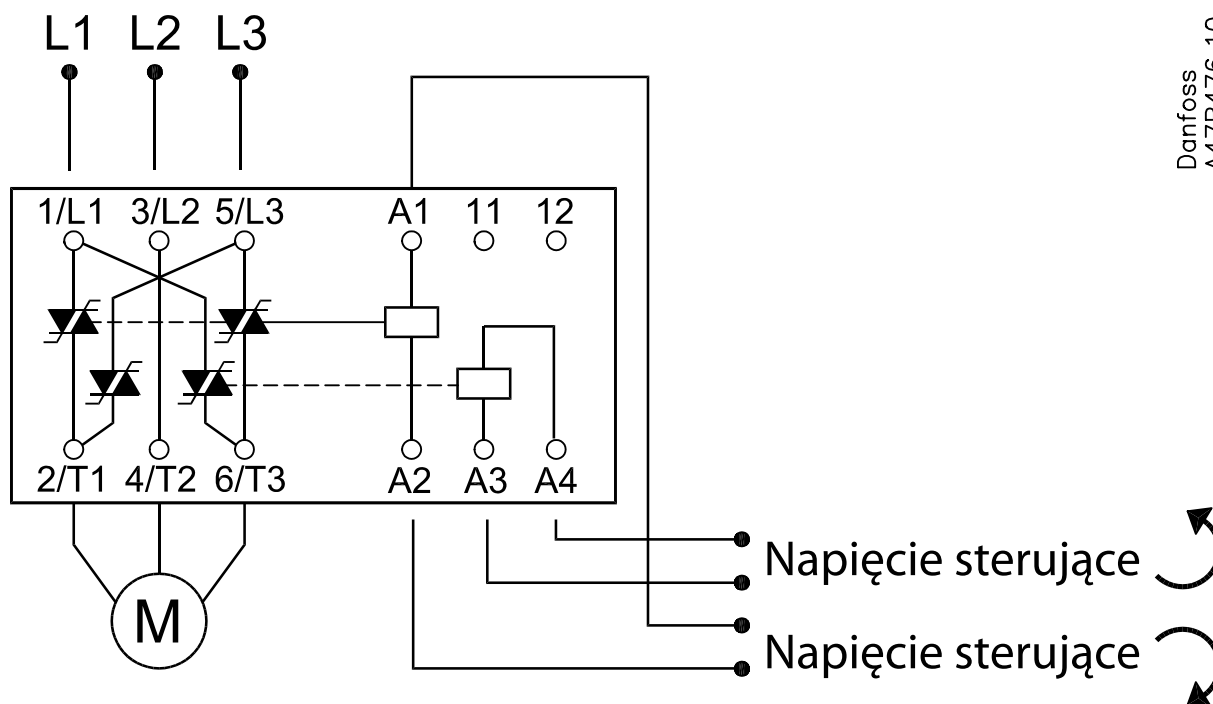 L1 L2 L3
Danfoss
1/L1 3/L2 5/L3 A1 11 12
2/T1 4/T2 6/T3 A2 A3 A4
Napięcie sterujące
M
Napięcie sterujące